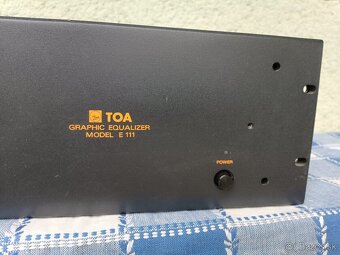 TOA
GRAPHIC EQUALIZER
MODEL E 111
POWER